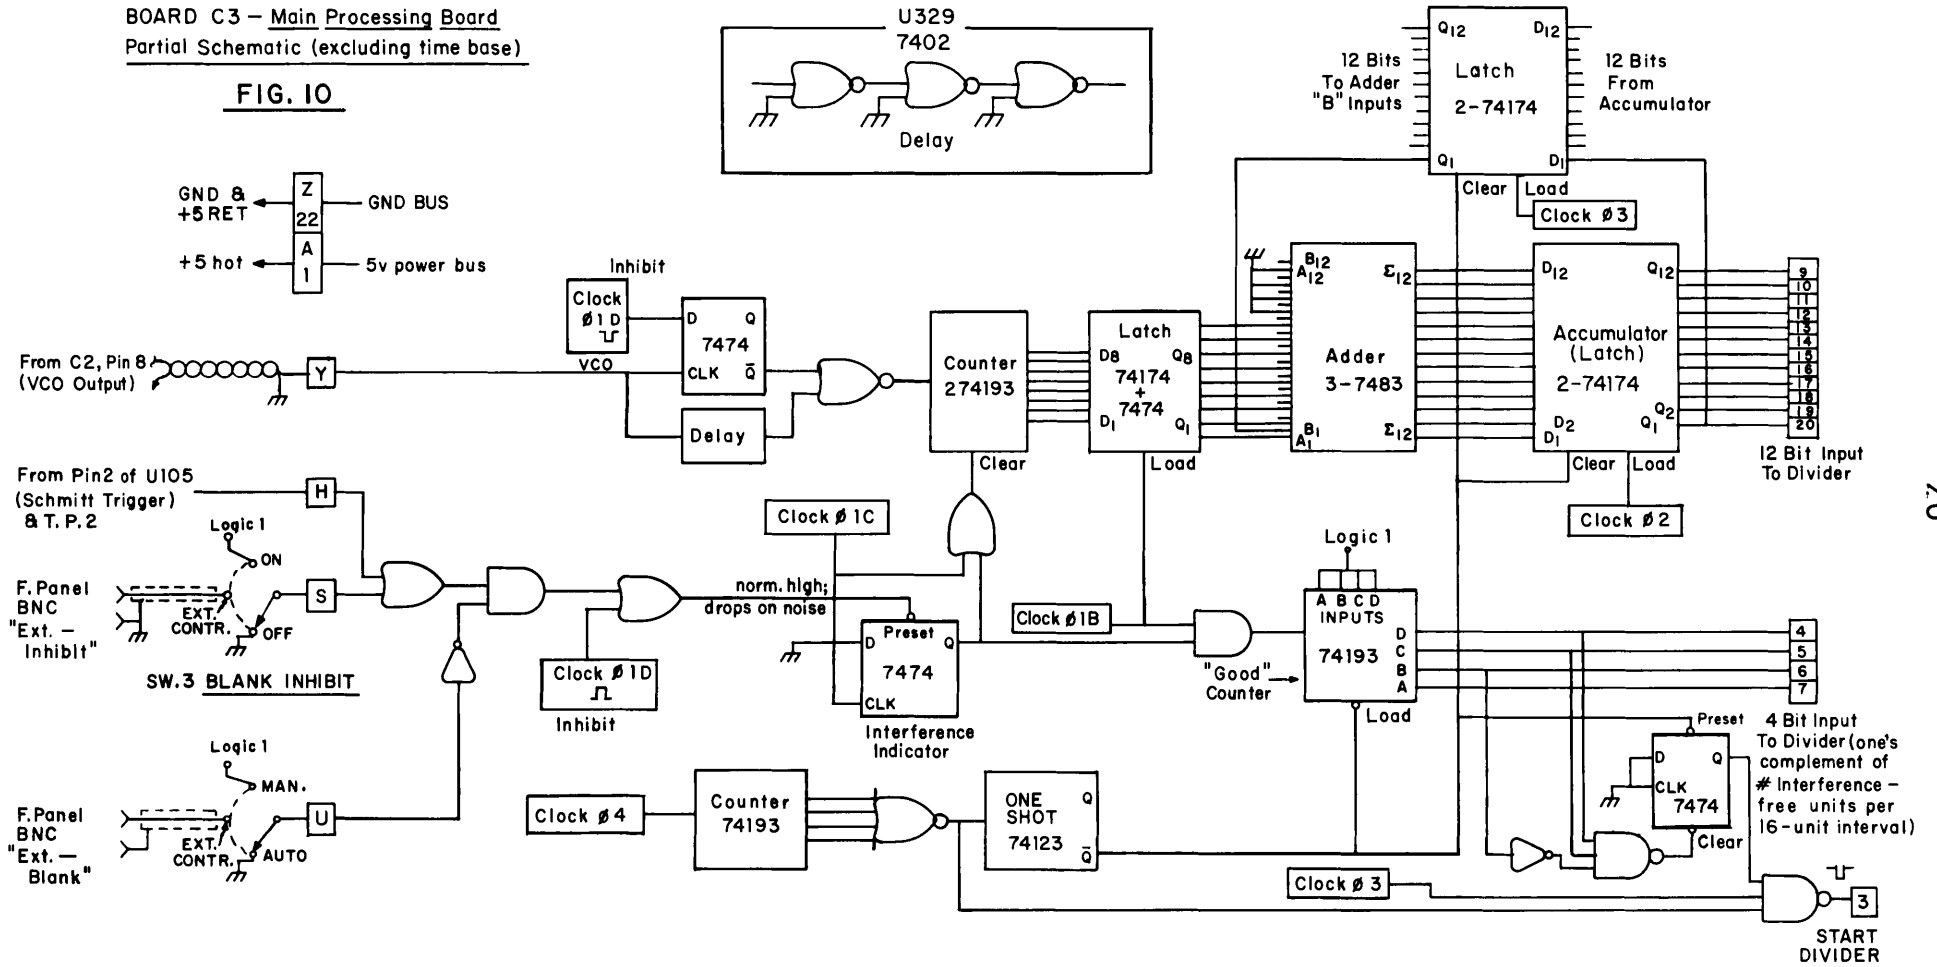 BOARD C3 – Main Processing Board
Partial Schematic (excluding time base)
FIG. 10
U329
7402
Delay
Q12
D12
Latch
2-74174
Q1
D1
Clear
Load
12 Bits
To Adder
"B" Inputs
12 Bits
From
Accumulator
Clock Ø3
GND &
+5 RET
Z
22
GND BUS
+5 hot
A
1
5v power bus
Inhibit
Clock
Ø1D
D
Q
7474
CLK
Q̅
VCO
From C2, Pin 8
(VCO Output)
Y
Delay
Counter
274193
Clear
Latch
D8
Q8
74174
+
7474
D1
Q1
Load
B12
A12
Σ12
Adder
3-7483
B1
A1
Σ12
D12
Q12
Accumulator
(Latch)
2-74174
D2
D1
Q2
Q1
Clear
Load
Clock Ø2
9
10
11
12
13
14
15
16
17
18
19
20
12 Bit Input
To Divider
20
From Pin2 of U105
(Schmitt Trigger)
& T.P.2
H
Logic 1
ON
F. Panel
BNC
"Ext. –
Inhibit"
EXT.
CONTR.
OFF
S
SW.3 BLANK INHIBIT
Clock Ø1C
norm. high;
drops on noise
Clock Ø1D
Inhibit
Preset
D
Q
7474
CLK
Interference
Indicator
Clock Ø1B
"Good"
Counter
Logic 1
A B C D
INPUTS
74193
D
C
B
A
Load
4
5
6
7
4 Bit Input
To Divider (one's
complement of
# Interference –
free units per
16-unit interval)
Logic 1
MAN.
F. Panel
BNC
"Ext. –
Blank"
EXT.
CONTR.
AUTO
U
Clock Ø4
Counter
74193
ONE
SHOT
74123
Q
Q̅
Preset
D
Q
CLK
7474
Clear
Clock Ø3
3
START
DIVIDER